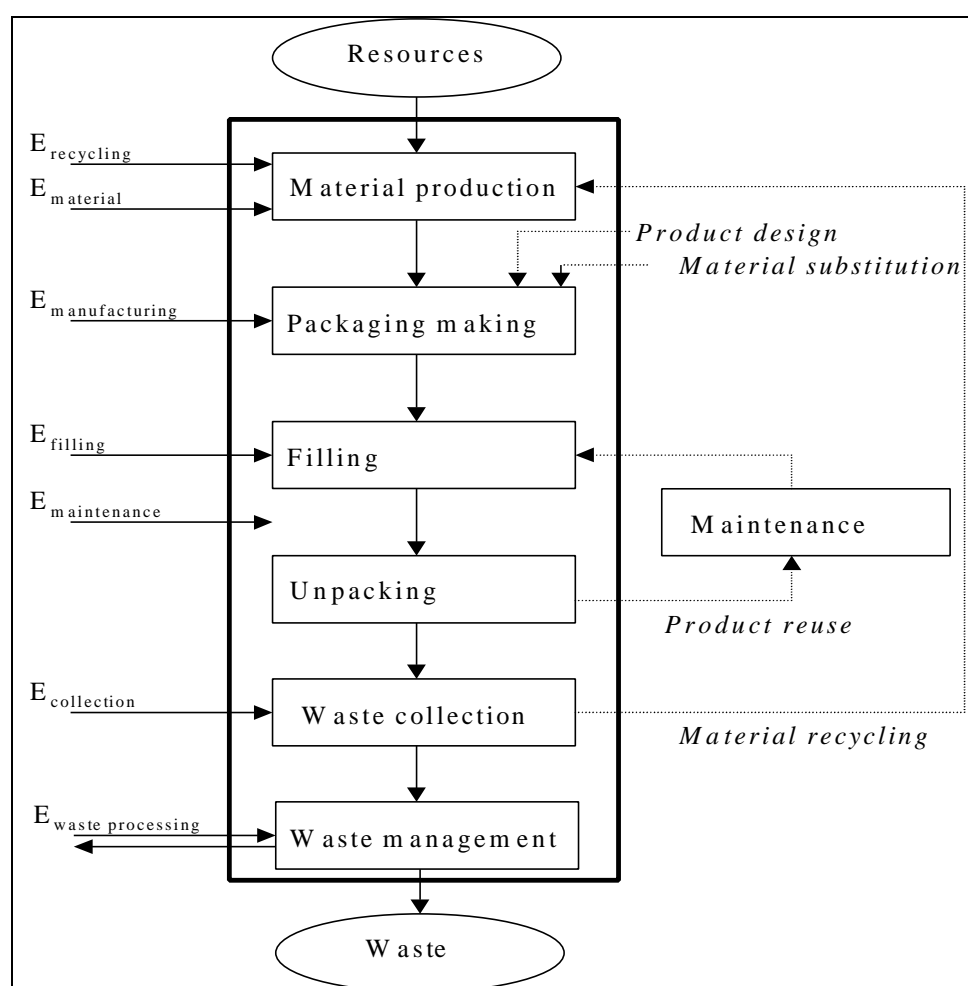 Resources
E recycling
E material
Material production
Product design
Material substitution
E manufacturing
Packaging making
E filling
Filling
E maintenance
Maintenance
Unpacking
Product reuse
E collection
Waste collection
Material recycling
E waste processing
Waste management
Waste